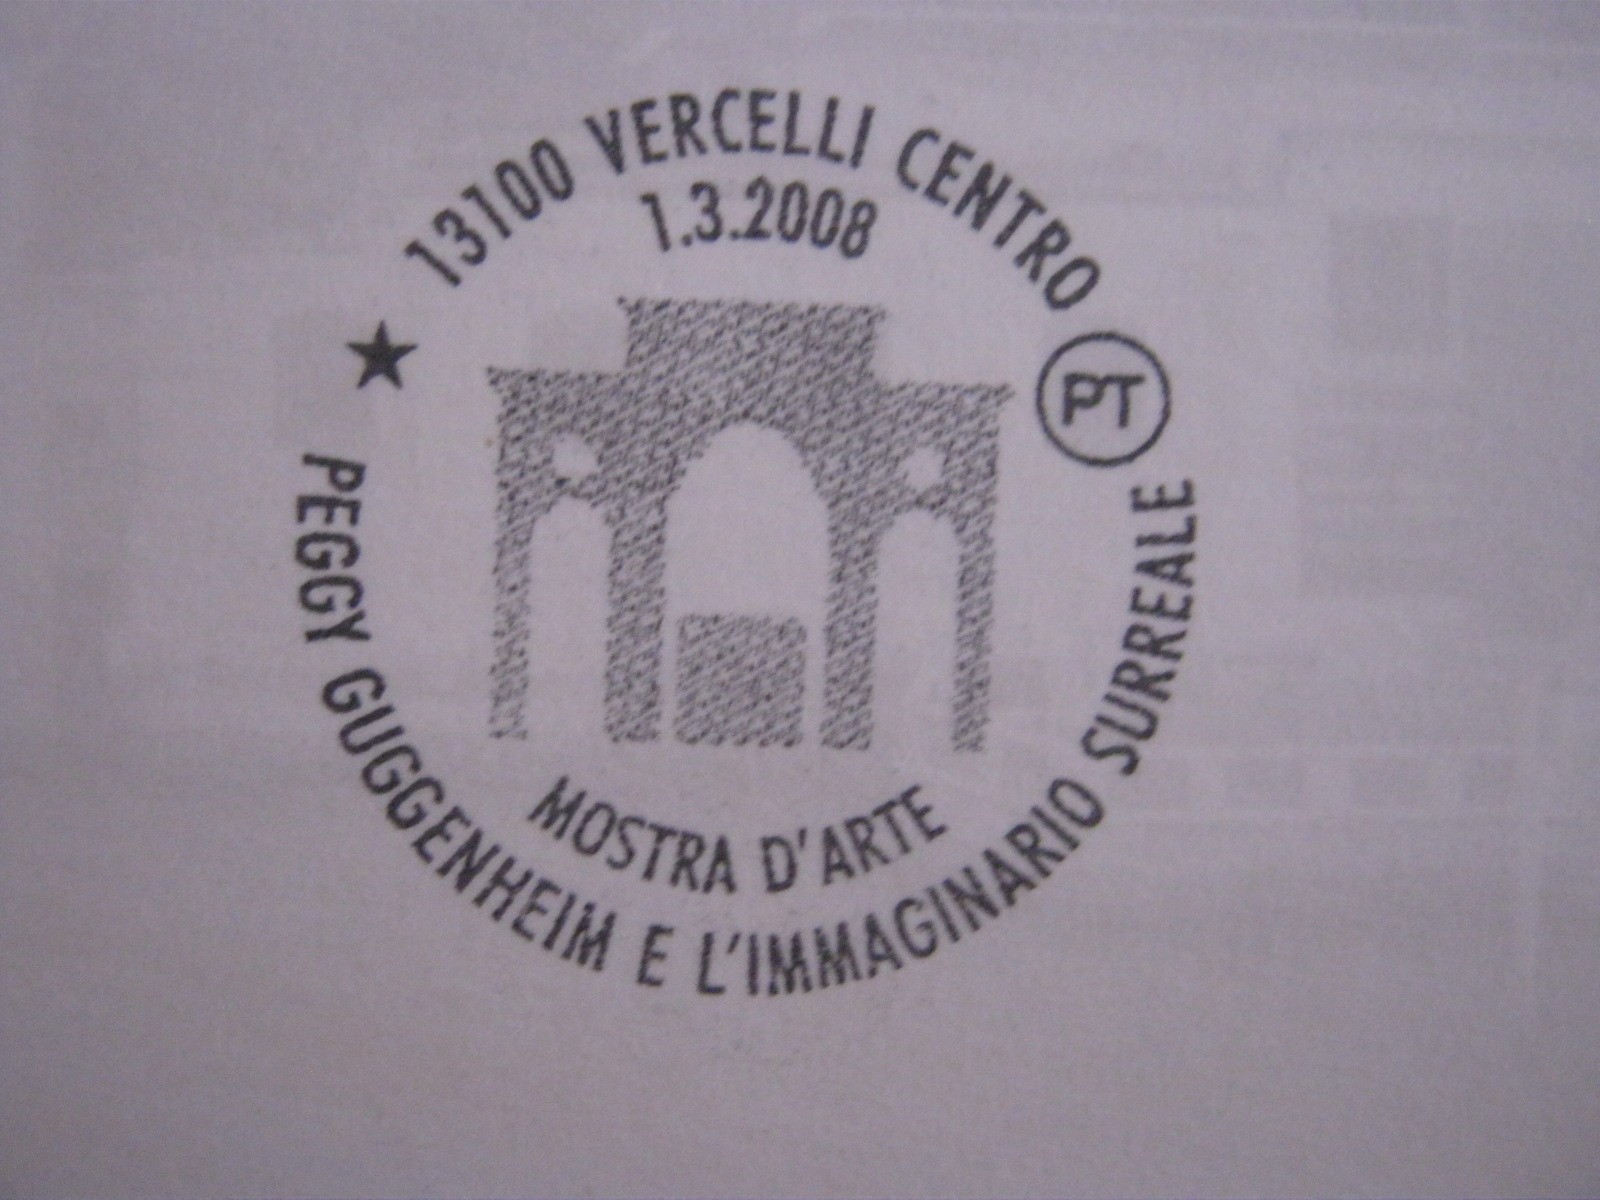 13100 VERCELLI CENTRO
1.3.2008
PT
MOSTRA D'ARTE
PEGGY GUGGENHEIM E L'IMMAGINARIO SURREALE